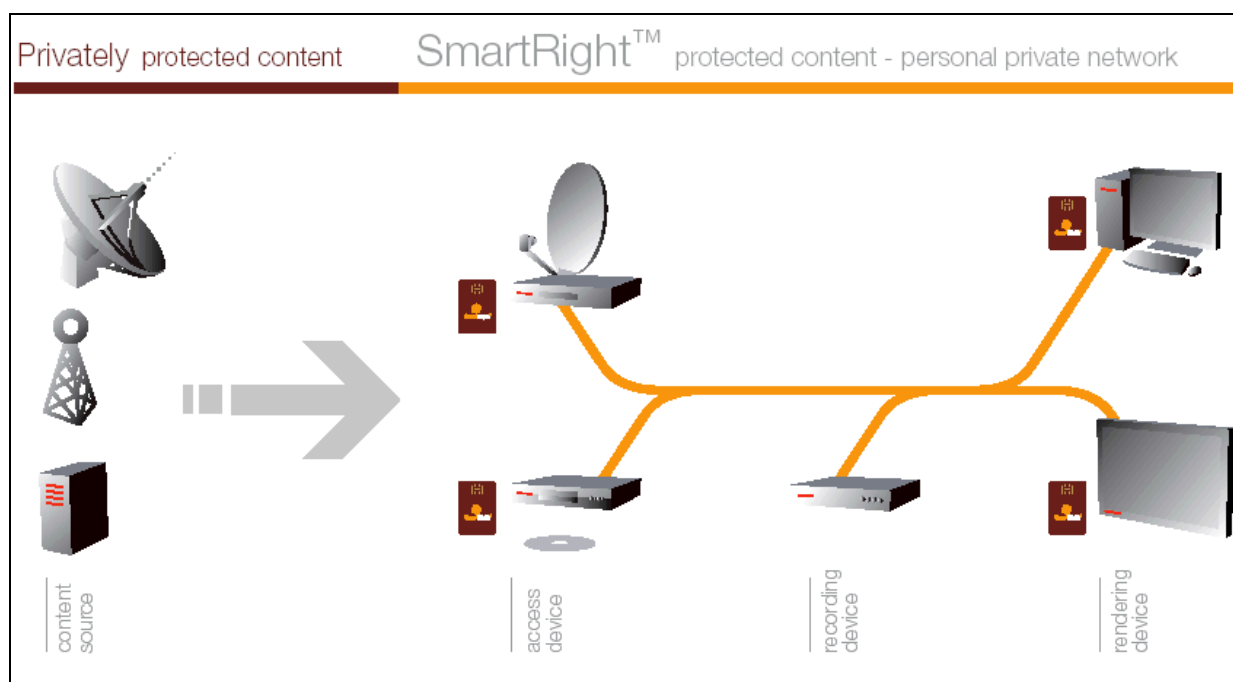 Privately protected content
SmartRight™ protected content - personal private network
content
source
access
device
recording
device
rendering
device